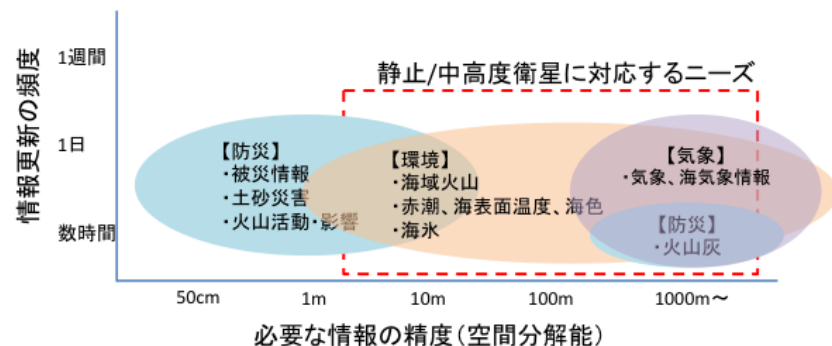 情報更新の頻度
1週間
1日
数時間
静止/中高度衛星に対応するニーズ
【防災】
・被災情報
・土砂災害
・火山活動・影響
【環境】
・海域火山
・赤潮、海表面温度、海色
・海氷
【気象】
・気象、海気象情報
【防災】
・火山灰
50cm
1m
10m
100m
1000m〜
必要な情報の精度(空間分解能)